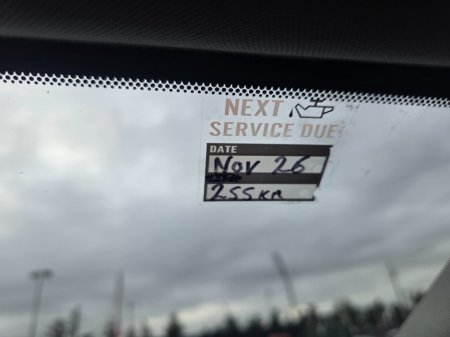 NEXT
SERVICE DUE
DATE
Nov 26
255km